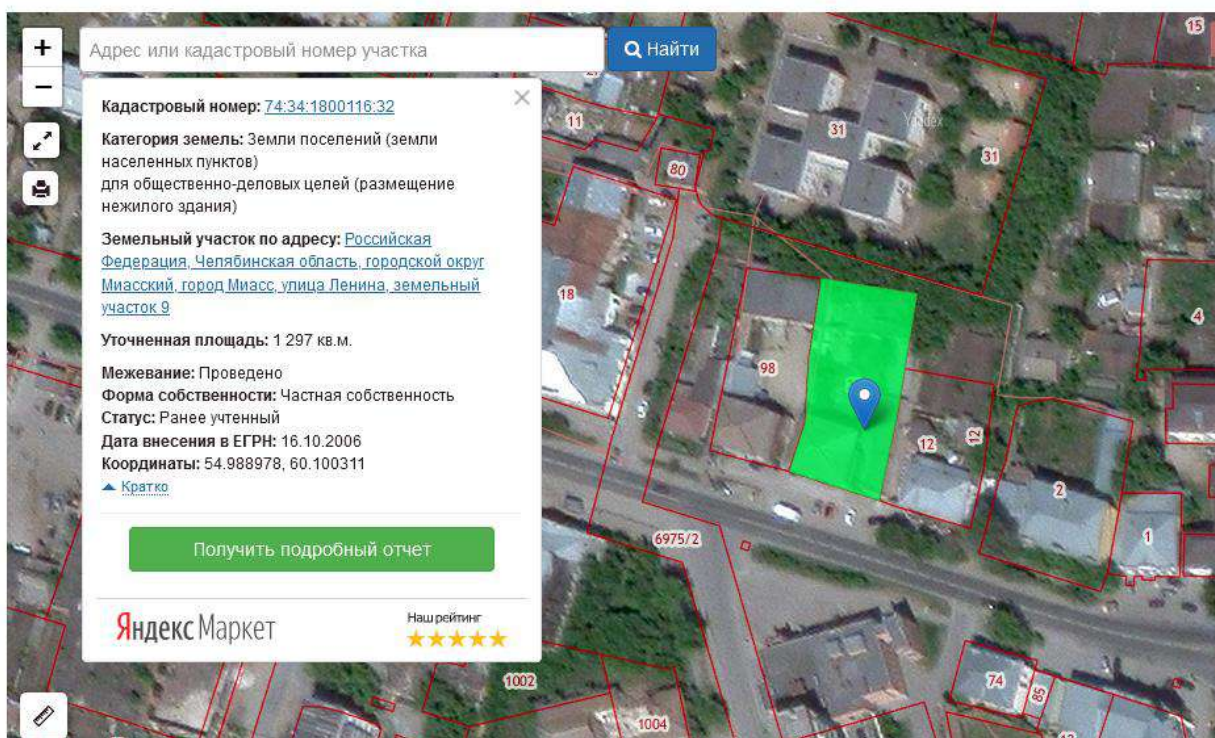 +
Адрес или кадастровый номер участка
Найти
−
Кадастровый номер: 74:34:1800116:32
Категория земель: Земли поселений (земли
населенных пунктов)
для общественно-деловых целей (размещение
нежилого здания)
Земельный участок по адресу: Российская
Федерация, Челябинская область, городской округ
Миасский, город Миасс, улица Ленина, земельный
участок 9
Уточненная площадь: 1 297 кв.м.
Межевание: Проведено
Форма собственности: Частная собственность
Статус: Ранее учтенный
Дата внесения в ЕГРН: 16.10.2006
Координаты: 54.988978, 60.100311
Кратко
Получить подробный отчет
Яндекс Маркет
Наш рейтинг
15
11
31
Yandex
31
80
18
4
98
12
12
2
1
6975/2
1002
74
85
1004